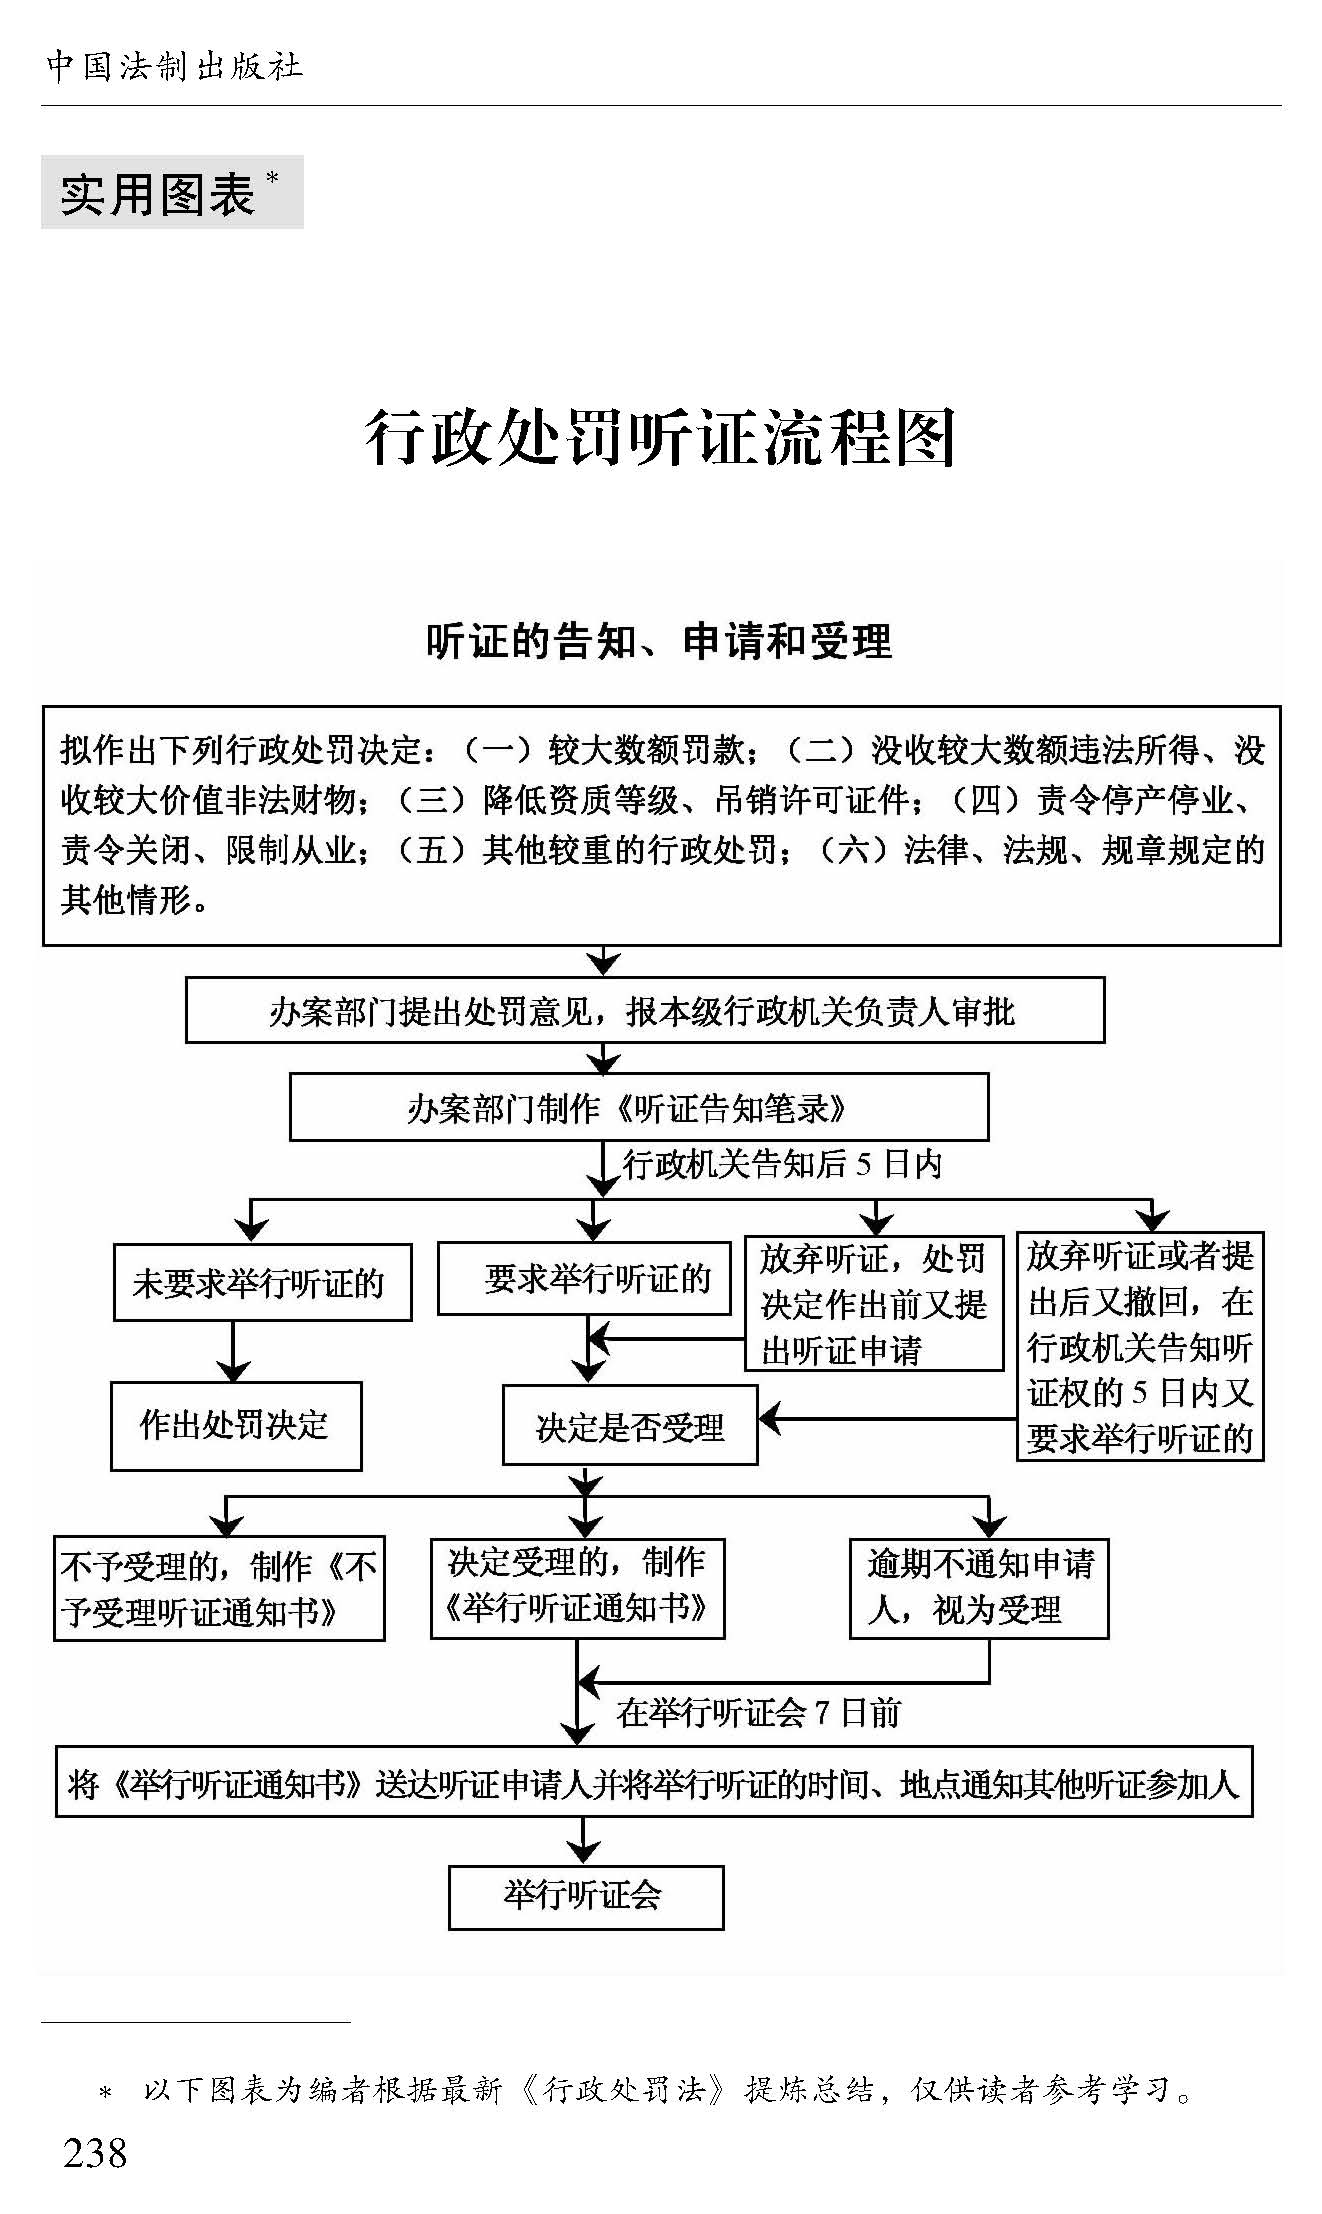 中国法制出版社
实用图表*
行政处罚听证流程图
听证的告知、申请和受理
拟作出下列行政处罚决定：（一）较大数额罚款；（二）没收较大数额违法所得、没
收较大价值非法财物；（三）降低资质等级、吊销许可证件；（四）责令停产停业、
责令关闭、限制从业；（五）其他较重的行政处罚；（六）法律、法规、规章规定的
其他情形。
办案部门提出处罚意见，报本级行政机关负责人审批
办案部门制作《听证告知笔录》
行政机关告知后 5 日内
未要求举行听证的
要求举行听证的
放弃听证，处罚
决定作出前又提
出听证申请
放弃听证或者提
出后又撤回，在
行政机关告知听
证权的 5 日内又
要求举行听证的
作出处罚决定
决定是否受理
不予受理的，制作《不
予受理听证通知书》
决定受理的，制作
《举行听证通知书》
逾期不通知申请
人，视为受理
在举行听证会 7 日前
将《举行听证通知书》送达听证申请人并将举行听证的时间、地点通知其他听证参加人
举行听证会
* 以下图表为编者根据最新《行政处罚法》提炼总结，仅供读者参考学习。
238